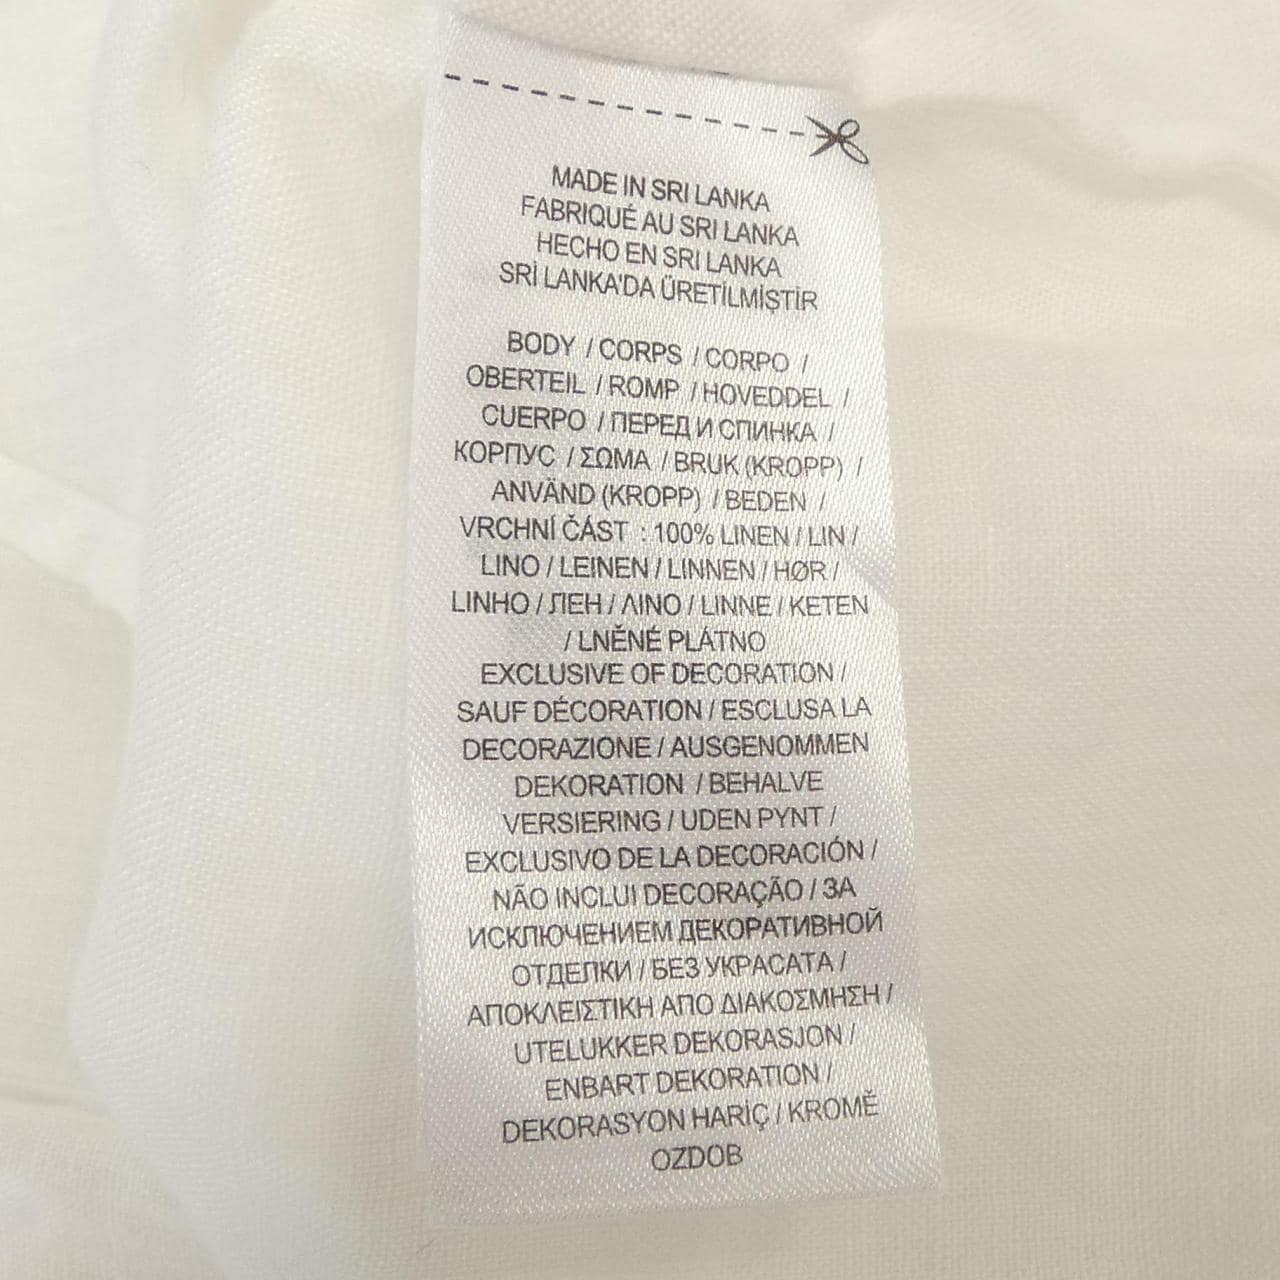 MADE IN SRI LANKA
FABRIQUÉ AU SRI LANKA
HECHO EN SRI LANKA
SRİ LANKA'DA ÜRETİLMİŞTİR
BODY / CORPS / CORPO /
OBERTEIL / ROMP / HOVEDDEL /
CUERPO / ПЕРЕД И СПИНКА /
КОРПУС / ΣΩΜΑ / BRUK (KROPP) /
ANVÄND (KROPP) / BEDEN /
VRCHNÍ ČÁST : 100% LINEN / LIN /
LINO / LEINEN / LINNEN / HØR /
LINHO / ЛЕН / ΛΙΝΟ / LINNE / KETEN
/ LNĚNÉ PLÁTNO
EXCLUSIVE OF DECORATION /
SAUF DÉCORATION / ESCLUSA LA
DECORAZIONE / AUSGENOMMEN
DEKORATION / BEHALVE
VERSIERING / UDEN PYNT /
EXCLUSIVO DE LA DECORACIÓN /
NÃO INCLUI DECORAÇÃO / ЗА
ИСКЛЮЧЕНИЕМ ДЕКОРАТИВНОЙ
ОТДЕЛКИ / БЕЗ УКРАСАТА /
ΑΠΟΚΛΕΙΣΤΙΚΗ ΑΠΟ ΔΙΑΚΟΣΜΗΣΗ /
UTELUKKER DEKORASJON /
ENBART DEKORATION /
DEKORASYON HARİÇ / KROMĚ
OZDOB